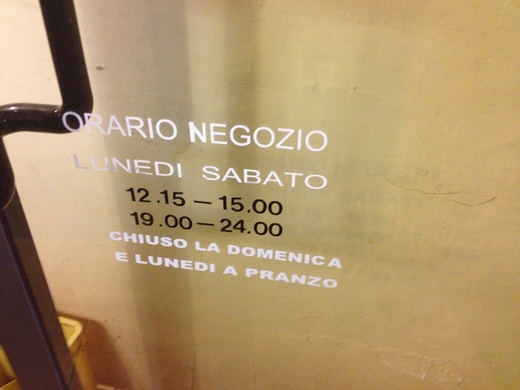 ORARIO NEGOZIO
LUNEDI SABATO
12.15 — 15.00
19.00 — 24.00
CHIUSO LA DOMENICA
E LUNEDI A PRANZO